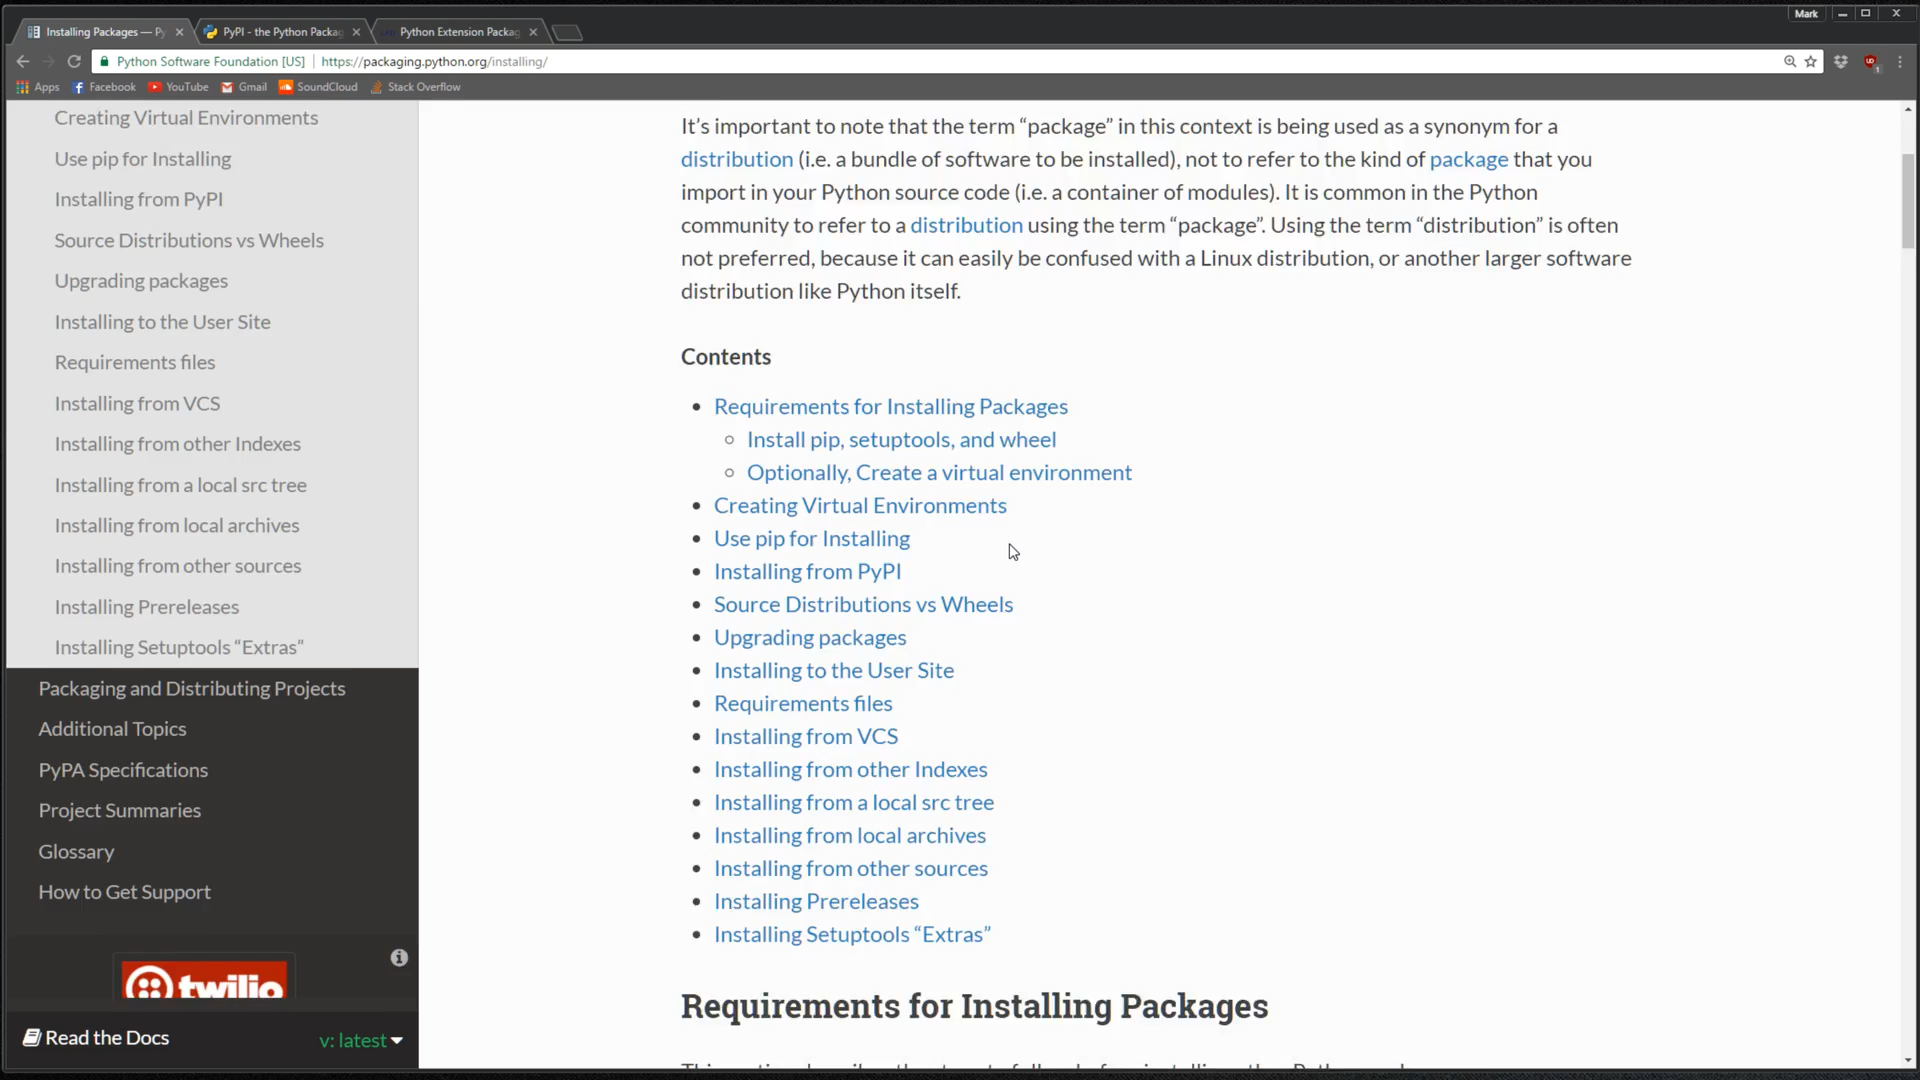 Mark
Installing Packages — Py
PyPI - the Python Packag
Python Extension Packag
Python Software Foundation [US] https://packaging.python.org/installing/
Apps Facebook YouTube Gmail SoundCloud Stack Overflow
Creating Virtual Environments
Use pip for Installing
Installing from PyPI
Source Distributions vs Wheels
Upgrading packages
Installing to the User Site
Requirements files
Installing from VCS
Installing from other Indexes
Installing from a local src tree
Installing from local archives
Installing from other sources
Installing Prereleases
Installing Setuptools “Extras”
Packaging and Distributing Projects
Additional Topics
PyPA Specifications
Project Summaries
Glossary
How to Get Support
twilio
Read the Docs
v: latest
It’s important to note that the term “package” in this context is being used as a synonym for a
distribution (i.e. a bundle of software to be installed), not to refer to the kind of package that you
import in your Python source code (i.e. a container of modules). It is common in the Python
community to refer to a distribution using the term “package”. Using the term “distribution” is often
not preferred, because it can easily be confused with a Linux distribution, or another larger software
distribution like Python itself.
Contents
Requirements for Installing Packages
Install pip, setuptools, and wheel
Optionally, Create a virtual environment
Creating Virtual Environments
Use pip for Installing
Installing from PyPI
Source Distributions vs Wheels
Upgrading packages
Installing to the User Site
Requirements files
Installing from VCS
Installing from other Indexes
Installing from a local src tree
Installing from local archives
Installing from other sources
Installing Prereleases
Installing Setuptools “Extras”
Requirements for Installing Packages